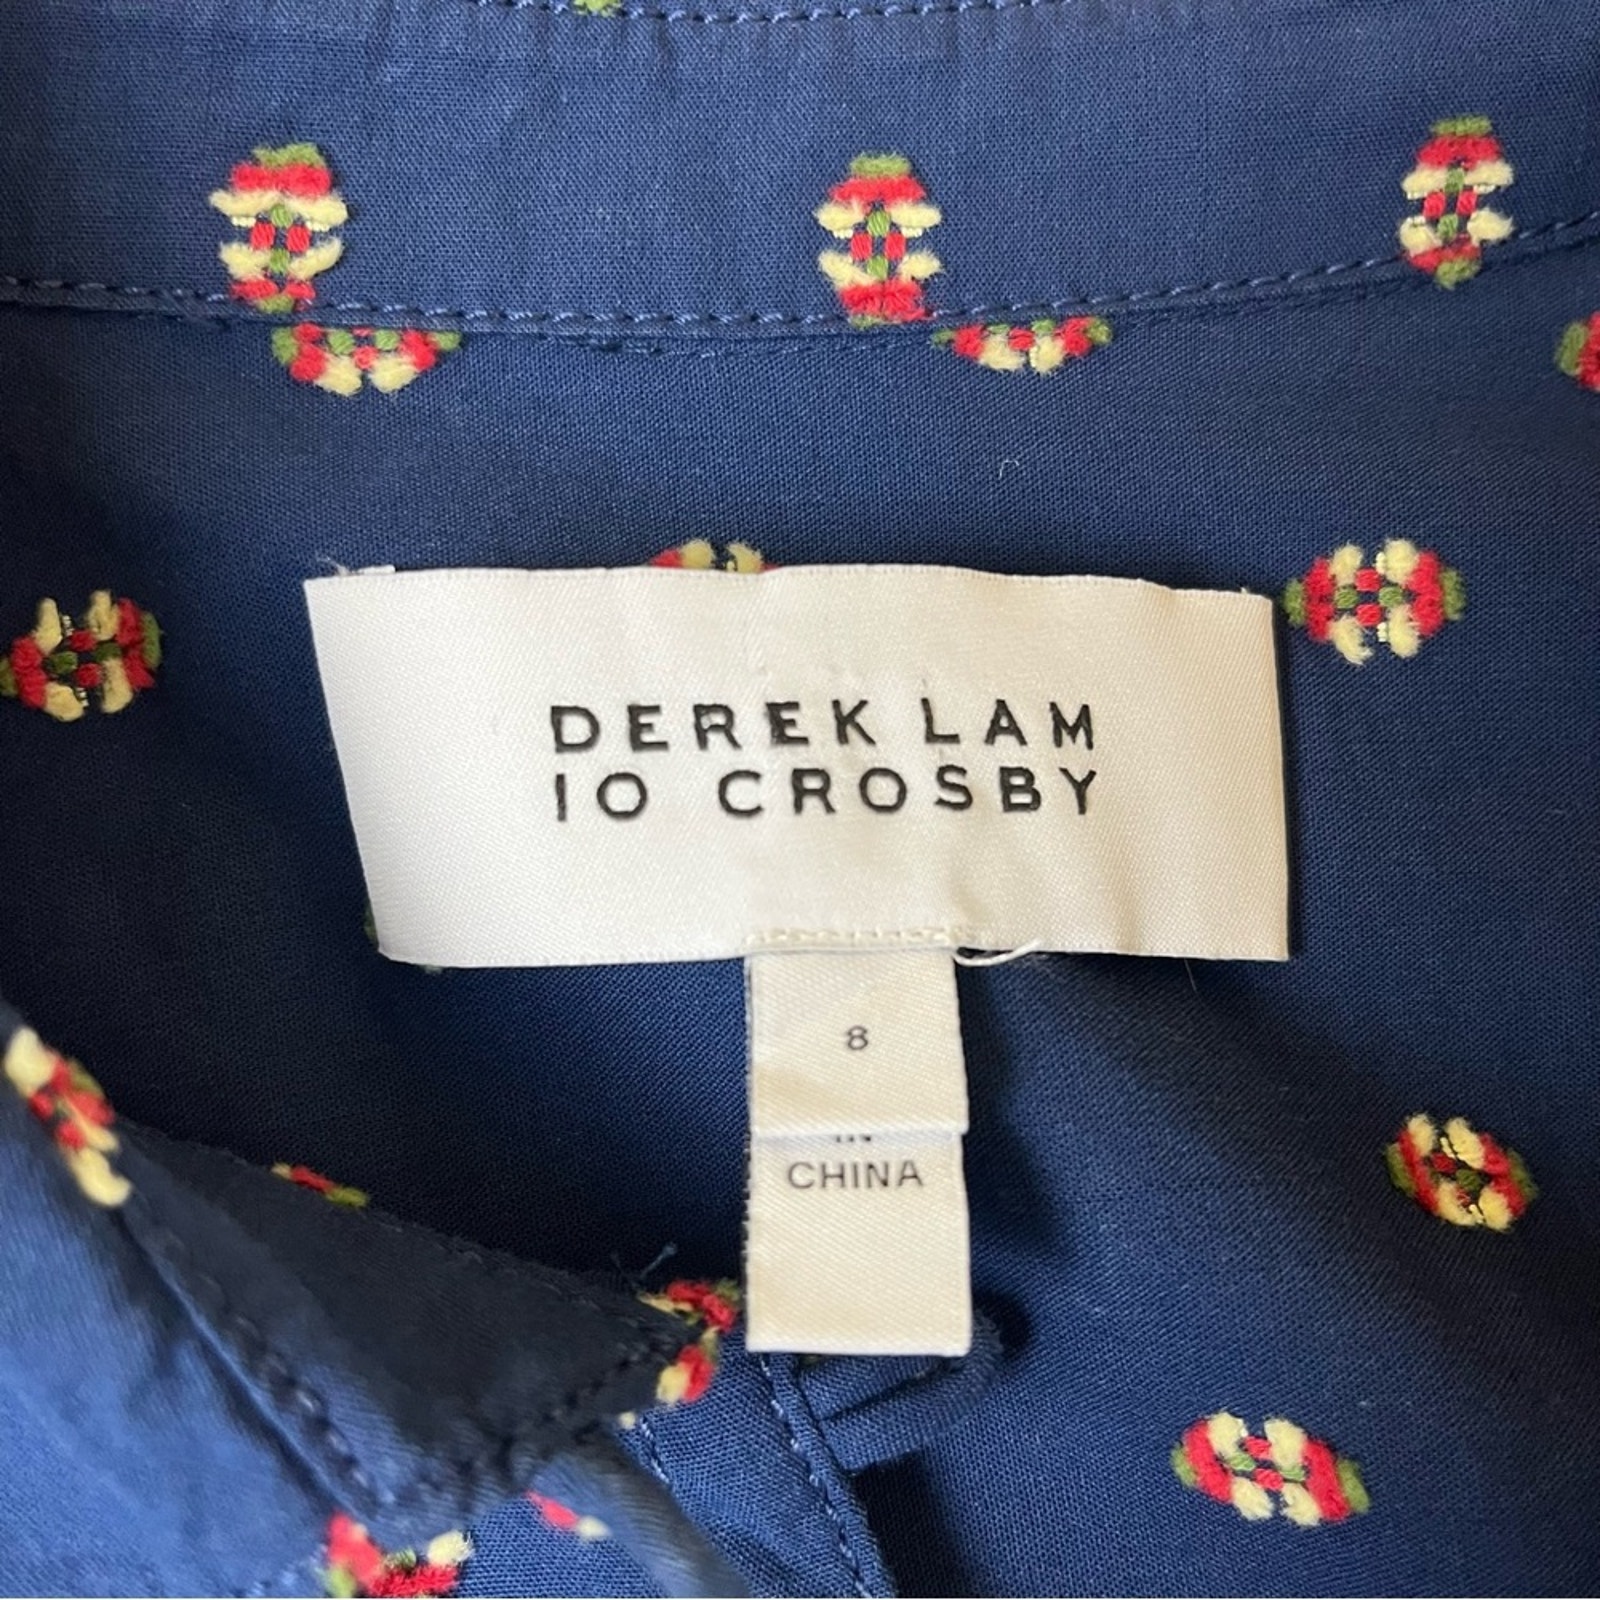 DEREK LAM
10 CROSBY
8
CHINA